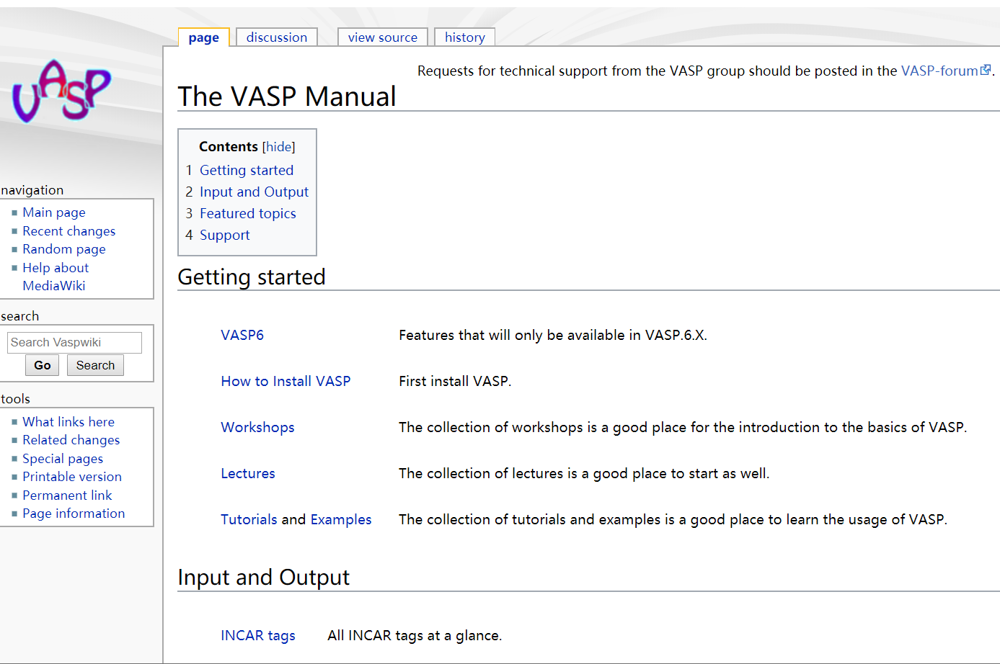 page
discussion
view source
history
Requests for technical support from the VASP group should be posted in the VASP-forum.
VASP
The VASP Manual
Contents [hide]
1 Getting started
2 Input and Output
3 Featured topics
4 Support
navigation
Main page
Recent changes
Random page
Help about
MediaWiki
search
Search Vaspwiki
Go
Search
tools
What links here
Related changes
Special pages
Printable version
Permanent link
Page information
Getting started
VASP6 Features that will only be available in VASP.6.X.
How to Install VASP First install VASP.
Workshops The collection of workshops is a good place for the introduction to the basics of VASP.
Lectures The collection of lectures is a good place to start as well.
Tutorials and Examples The collection of tutorials and examples is a good place to learn the usage of VASP.
Input and Output
INCAR tags All INCAR tags at a glance.